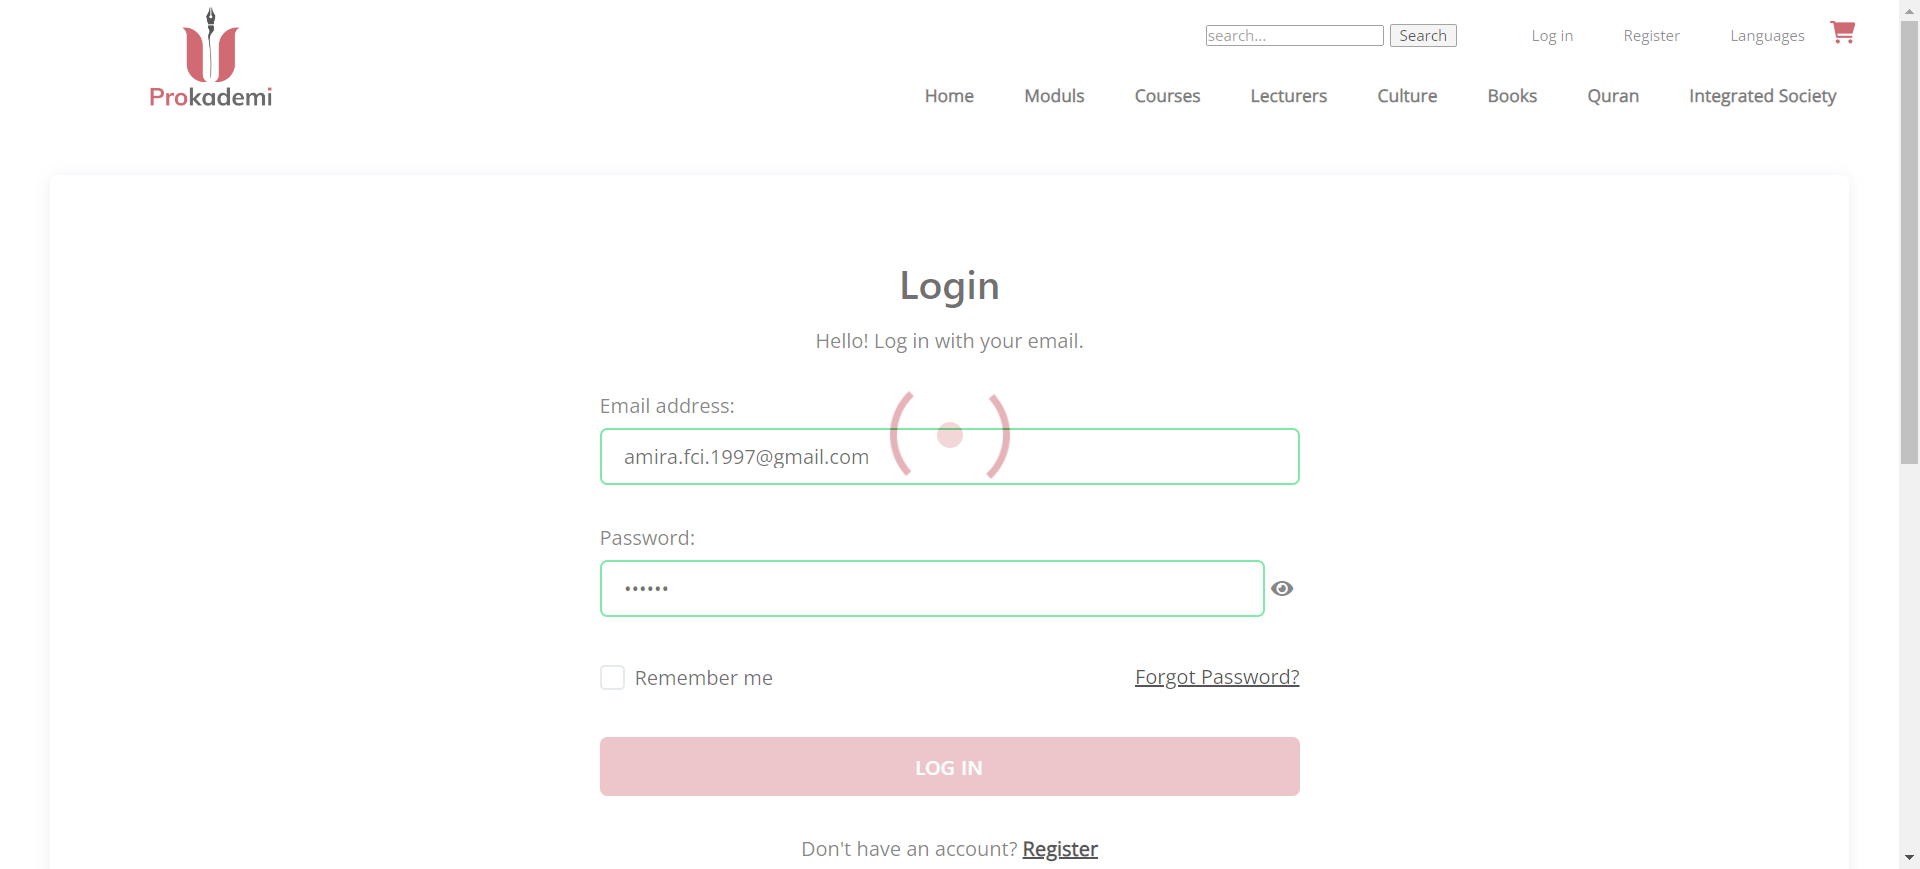 search...
Search
Log in
Register
Languages
Prokademi
Home
Moduls
Courses
Lecturers
Culture
Books
Quran
Integrated Society
Login
Hello! Log in with your email.
Email address:
amira.fci.1997@gmail.com
Password:
••••••
Remember me
Forgot Password?
LOG IN
Don't have an account? Register